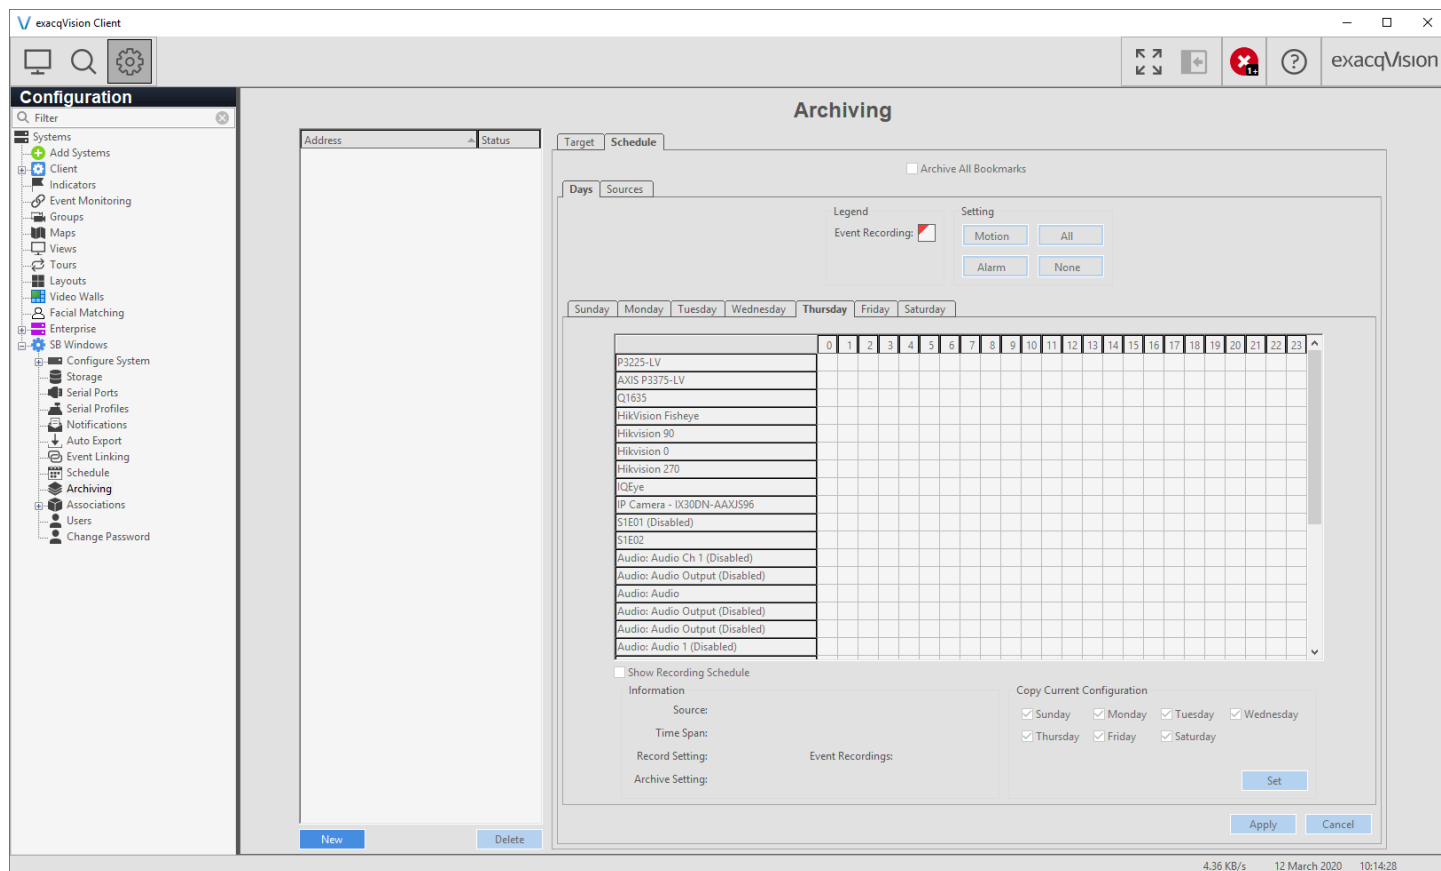 exacqVision Client
1+
?
exacqVision
Configuration
Filter
Systems
Add Systems
Client
Indicators
Event Monitoring
Groups
Maps
Views
Tours
Layouts
Video Walls
Facial Matching
Enterprise
SB Windows
Configure System
Storage
Serial Ports
Serial Profiles
Notifications
Auto Export
Event Linking
Schedule
Archiving
Associations
Users
Change Password
Archiving
Address Status
New Delete
Target Schedule
Archive All Bookmarks
Days Sources
Legend Setting
Event Recording: Motion All
Alarm None
Sunday Monday Tuesday Wednesday Thursday Friday Saturday
0 1 2 3 4 5 6 7 8 9 10 11 12 13 14 15 16 17 18 19 20 21 22 23
P3225-LV
AXIS P3375-LV
Q1635
HikVision Fisheye
Hikvision 90
Hikvision 0
Hikvision 270
IQEye
IP Camera - IX30DN-AAXJS96
S1E01 (Disabled)
S1E02
Audio: Audio Ch 1 (Disabled)
Audio: Audio Output (Disabled)
Audio: Audio
Audio: Audio Output (Disabled)
Audio: Audio Output (Disabled)
Audio: Audio 1 (Disabled)
Show Recording Schedule
Information Copy Current Configuration
Source: Sunday Monday Tuesday Wednesday
Time Span: Thursday Friday Saturday
Record Setting: Event Recordings:
Archive Setting: Set
Apply Cancel
4.36 KB/s 12 March 2020 10:14:28